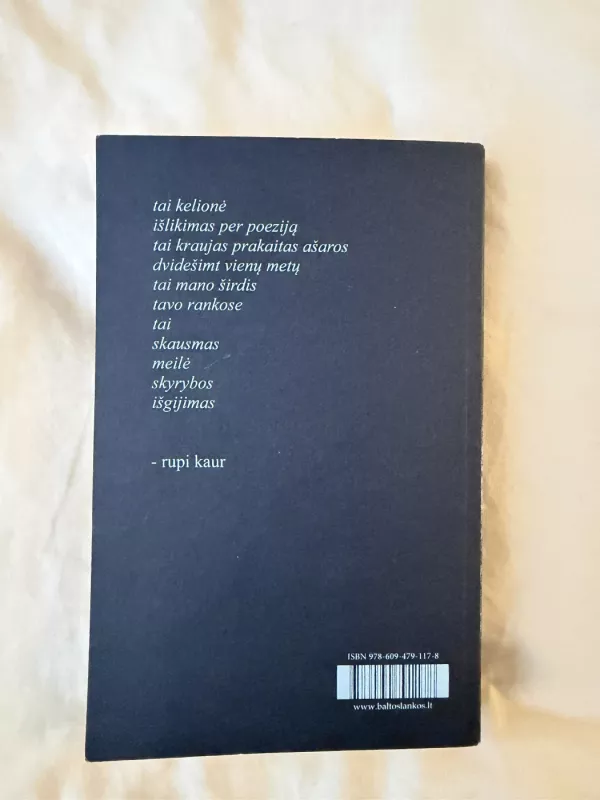 tai kelionė
išlikimas per poeziją
tai kraujas prakaitas ašaros
dvidešimt vienų metų
tai mano širdis
tavo rankose
tai
skausmas
meilė
skyrybos
išgijimas
- rupi kaur
ISBN 978-609-479-117-8
www.baltoslankos.lt